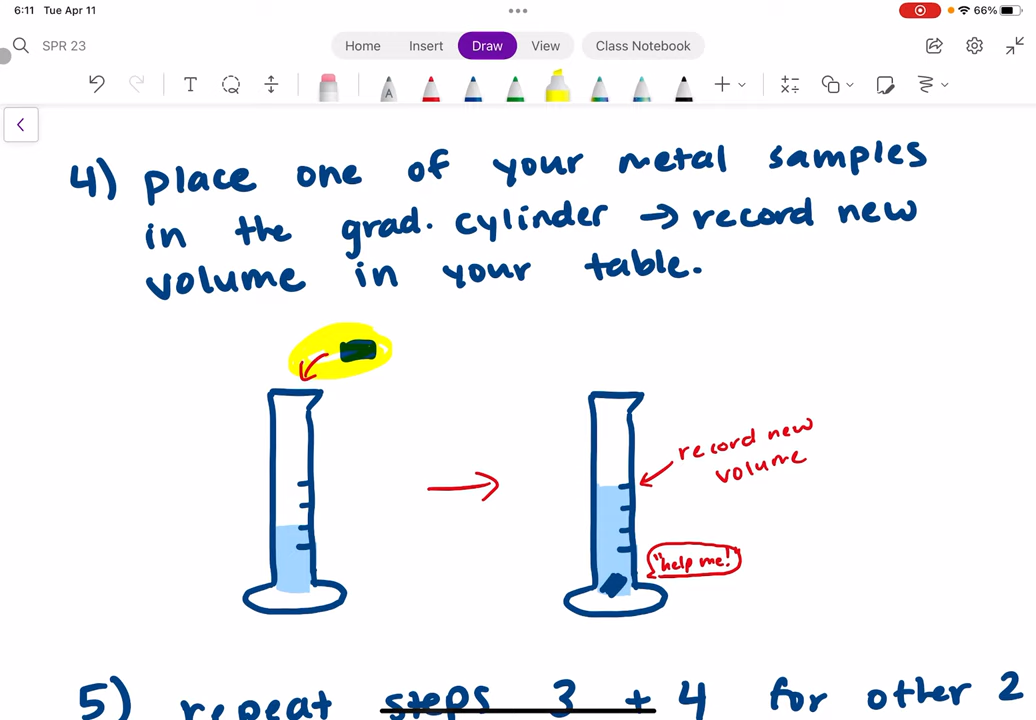 6:11 Tue Apr 11
66%
SPR 23
Home Insert Draw View Class Notebook
T
A
4) place one of your metal samples
in the grad. cylinder → record new
volume in your table.
record new
volume
"help me!"
5) repeat steps 3 + 4 for other 2